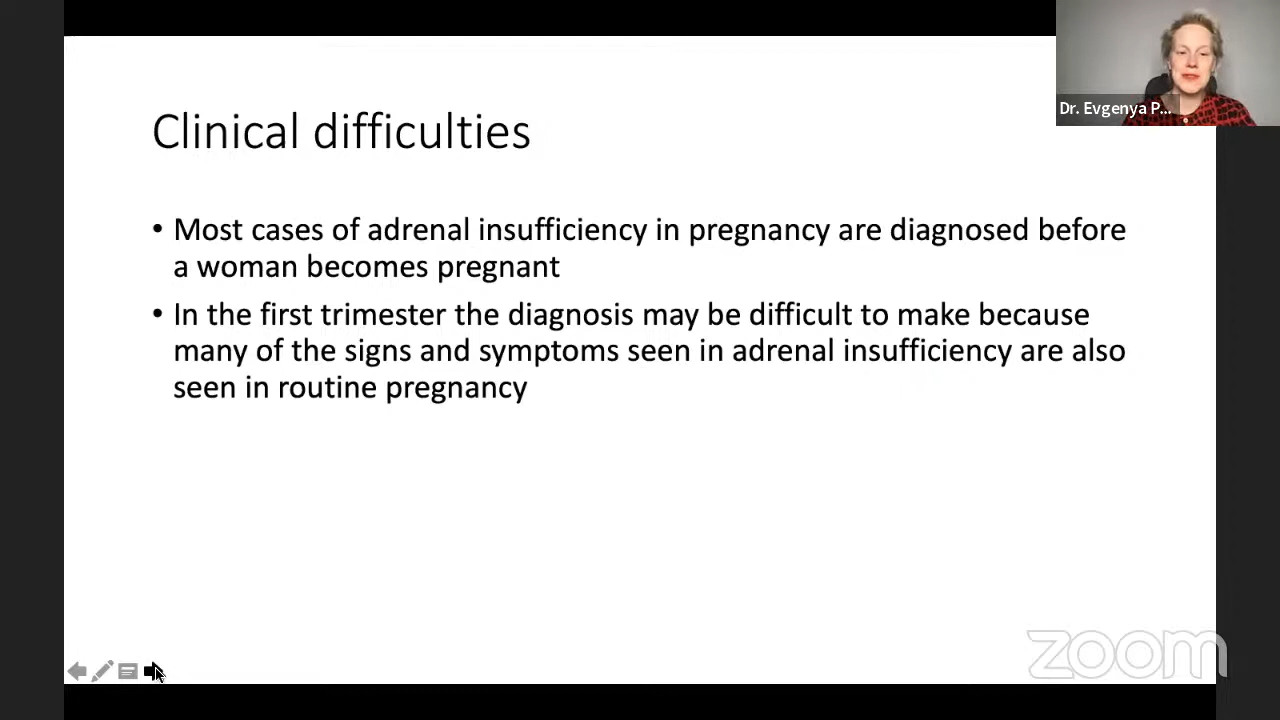 Dr. Evgenya P...
Clinical difficulties
• Most cases of adrenal insufficiency in pregnancy are diagnosed before
a woman becomes pregnant
• In the first trimester the diagnosis may be difficult to make because
many of the signs and symptoms seen in adrenal insufficiency are also
seen in routine pregnancy
zoom